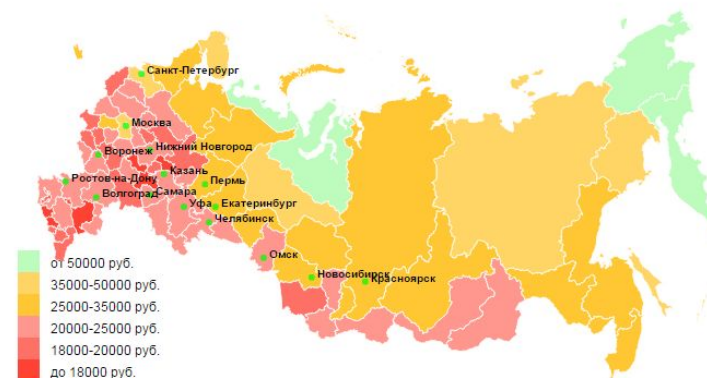 Санкт-Петербург
Москва
Нижний Новгород
Воронеж
Казань
Ростов-на-Дону
Пермь
Самара
Волгоград
Уфа
Екатеринбург
Челябинск
Омск
Новосибирск
Красноярск
от 50000 руб.
35000-50000 руб.
25000-35000 руб.
20000-25000 руб.
18000-20000 руб.
до 18000 руб.